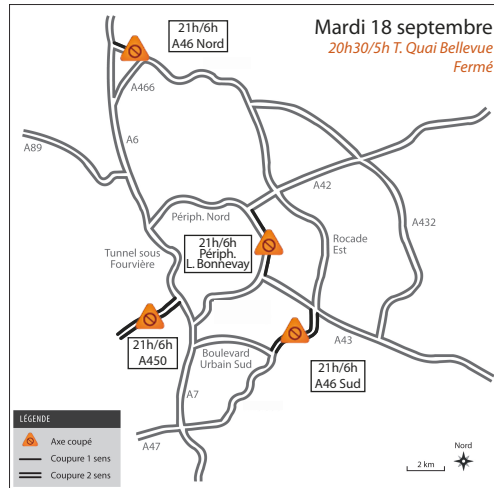 Mardi 18 septembre
20h30/5h T. Quai Bellevue
Fermé
21h/6h
A46 Nord
A466
A6
A89
A42
Périph. Nord
A432
21h/6h
Périph.
L. Bonnevay
Rocade
Est
Tunnel sous
Fourvière
21h/6h
A450
Boulevard
Urbain Sud
A43
21h/6h
A46 Sud
A7
A47
LÉGENDE
Axe coupé
Coupure 1 sens
Coupure 2 sens
Nord
2 km